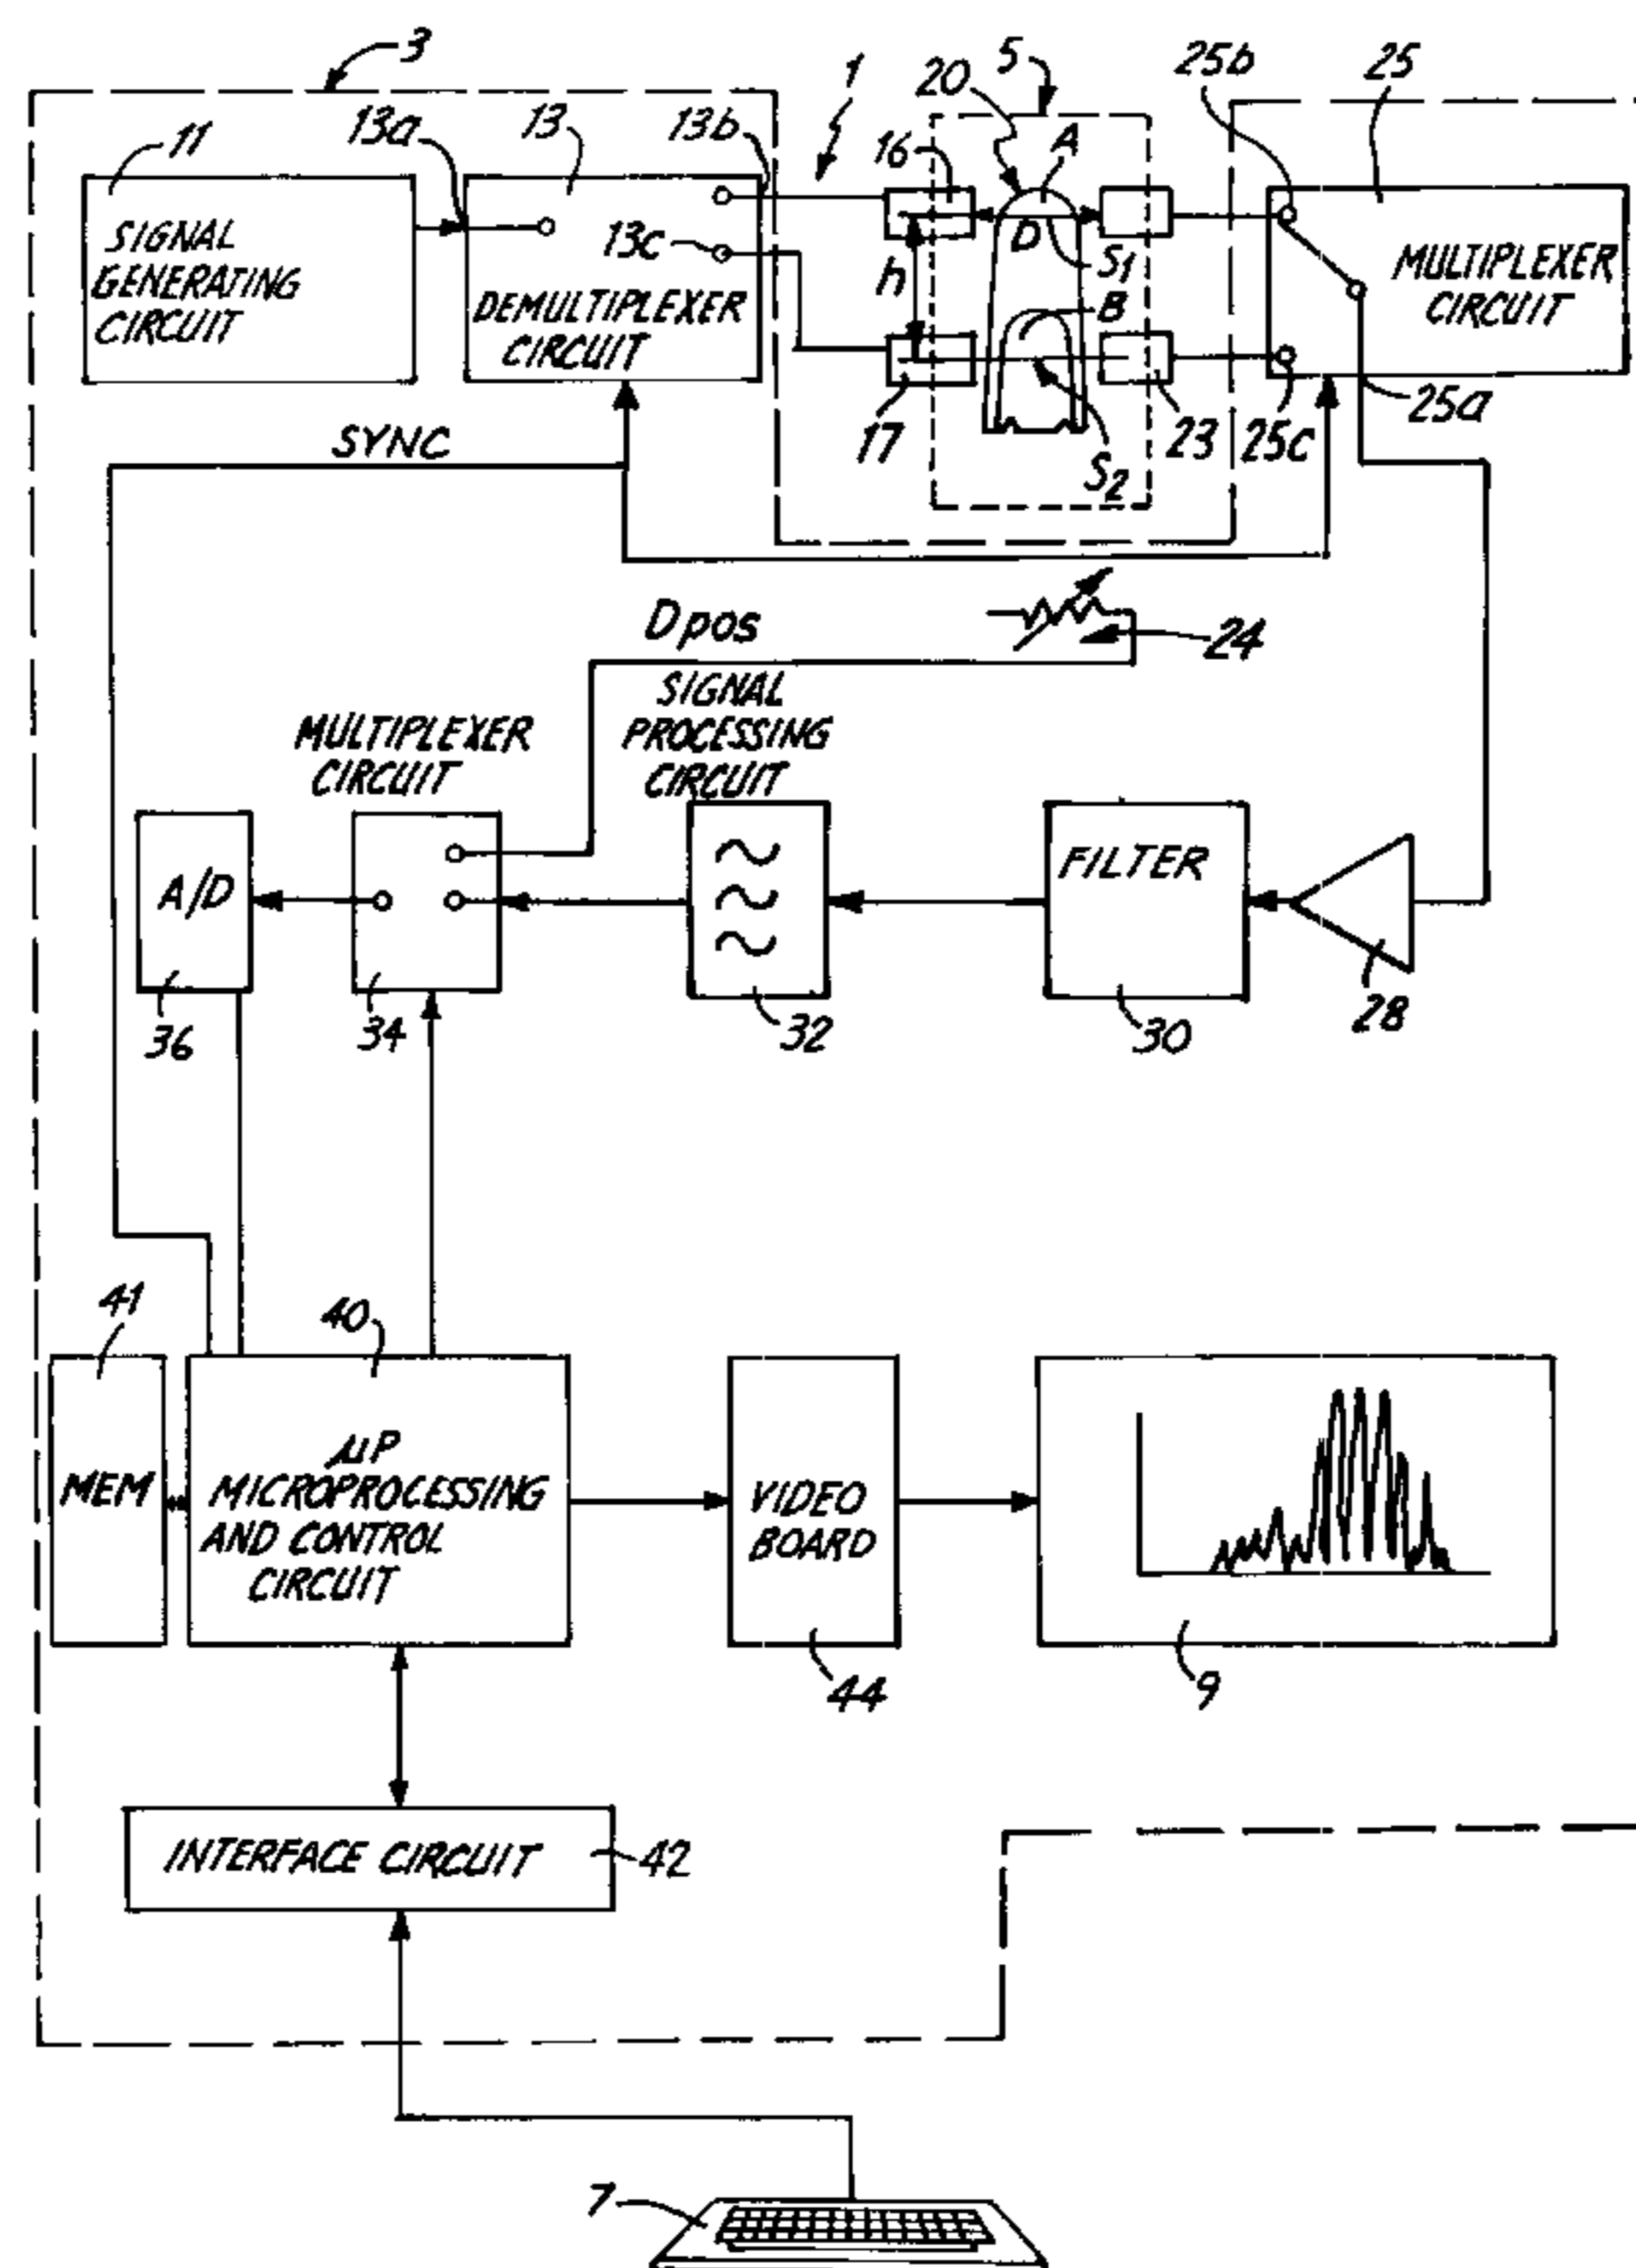 3
1
20
5
25b
25
11
13a
13
13b
16
A
SIGNAL
GENERATING
CIRCUIT
13c
DEMULTIPLEXER
CIRCUIT
D
S1
h
B
MULTIPLEXER
CIRCUIT
17
23
25c
25a
S2
SYNC
Dpos
24
SIGNAL
PROCESSING
CIRCUIT
MULTIPLEXER
CIRCUIT
A/D
FILTER
36
34
32
30
28
41
40
MEM
μP
MICROPROCESSING
AND CONTROL
CIRCUIT
VIDEO
BOARD
44
9
INTERFACE CIRCUIT
42
7